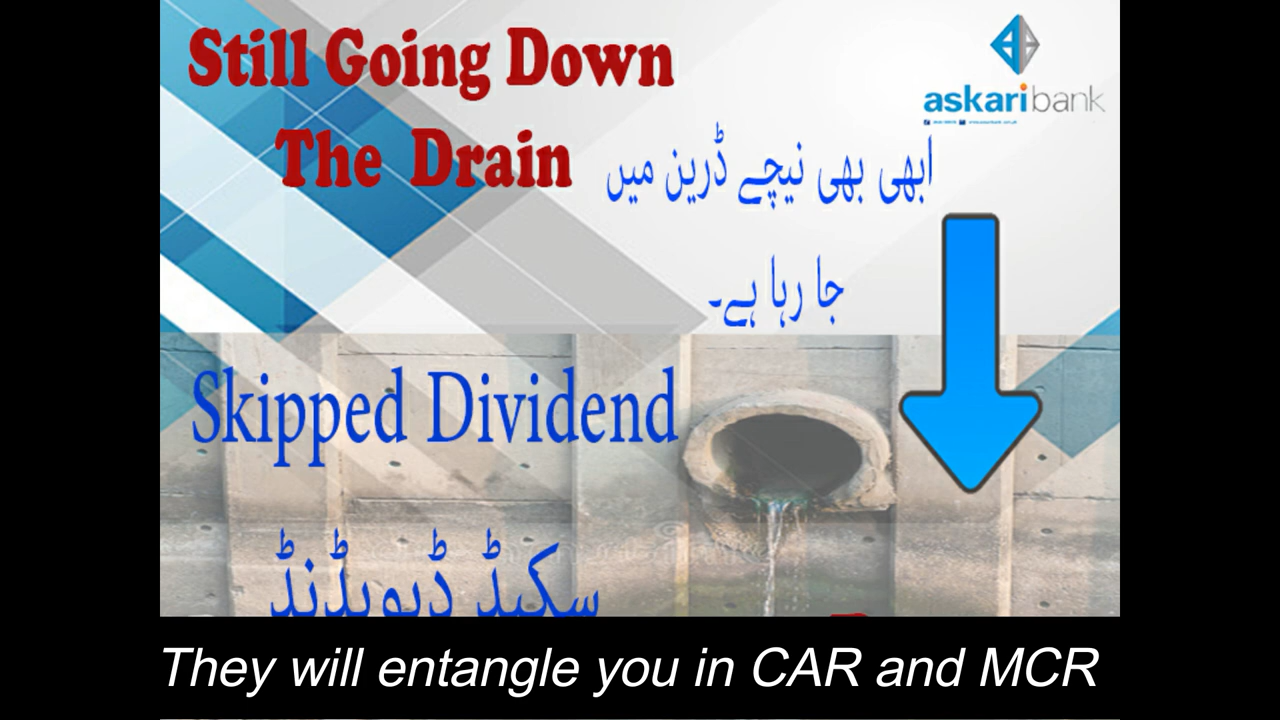 Still Going Down
The Drain
askaribank
ابھی بھی نیچے ڈرین میں
جا رہا ہے۔
Skipped Dividend
سکپڈ ڈیویڈنڈ
They will entangle you in CAR and MCR